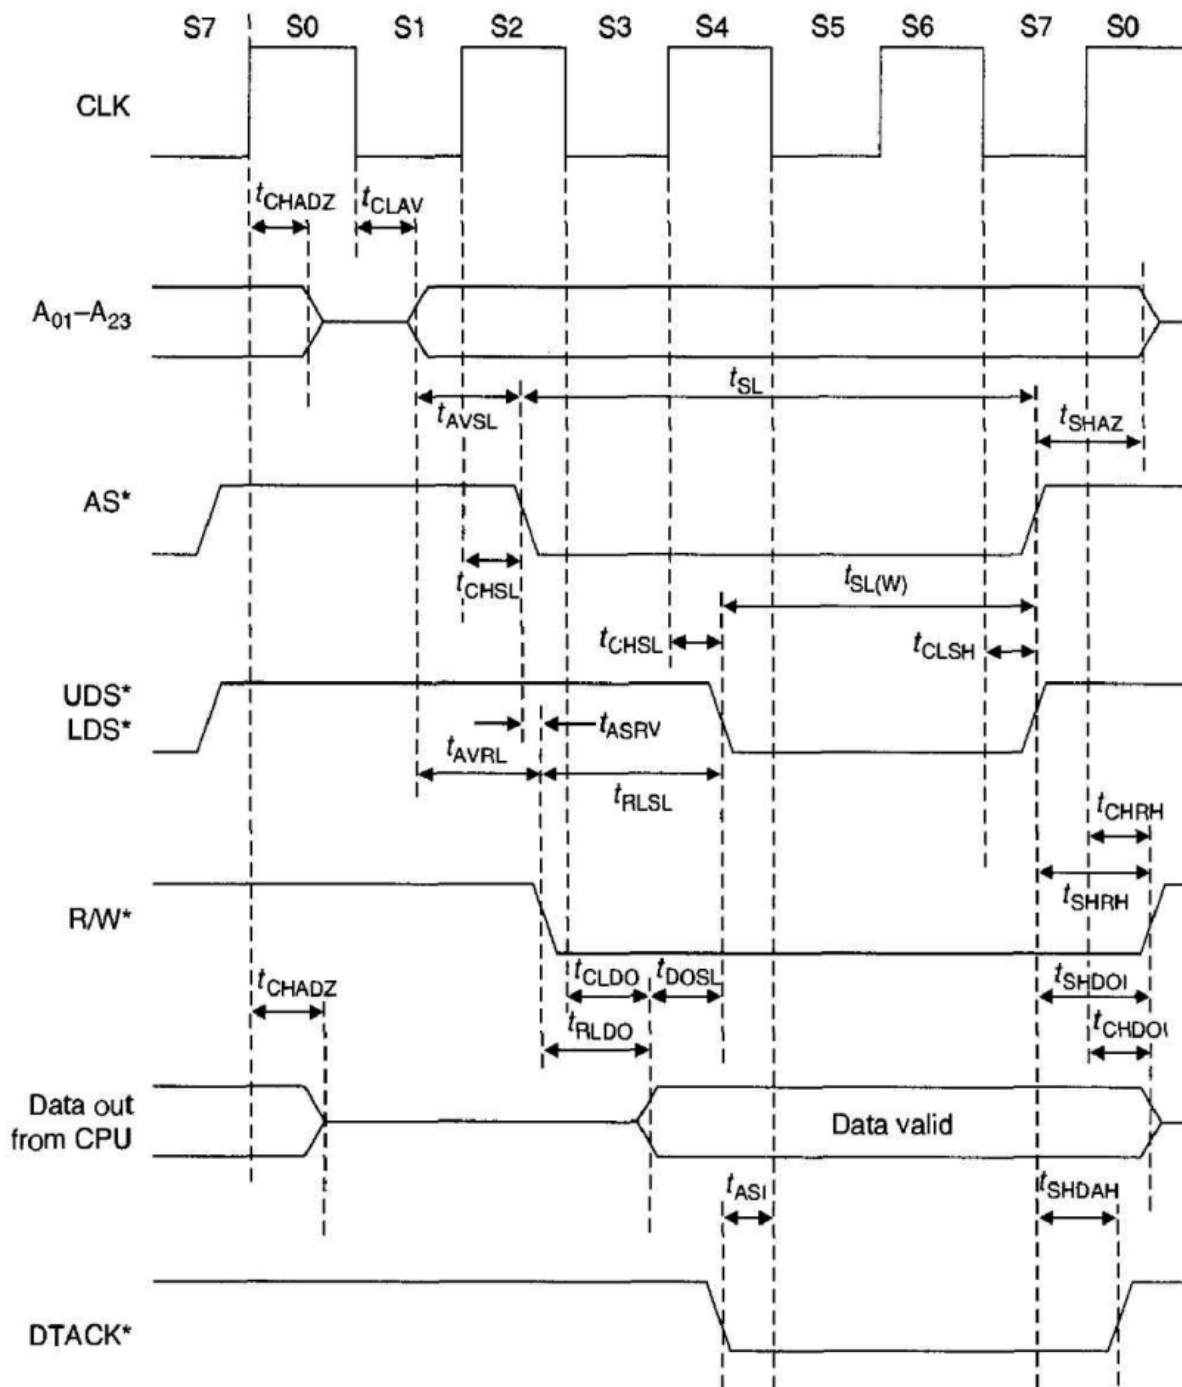 S7 S0 S1 S2 S3 S4 S5 S6 S7 S0
CLK
tCHADZ tCLAV
A01–A23
tAVSL tSL tSHAZ
AS*
tCHSL tSL(W)
tCHSL tCLSH
UDS*
LDS* tASRV
tAVRL tRLSL
tCHRH
tSHRH
R/W*
tCHADZ tCLDO tDOSL tSHDOI
tRLDO tCHDOI
Data out
from CPU Data valid
tASI tSHDAH
DTACK*